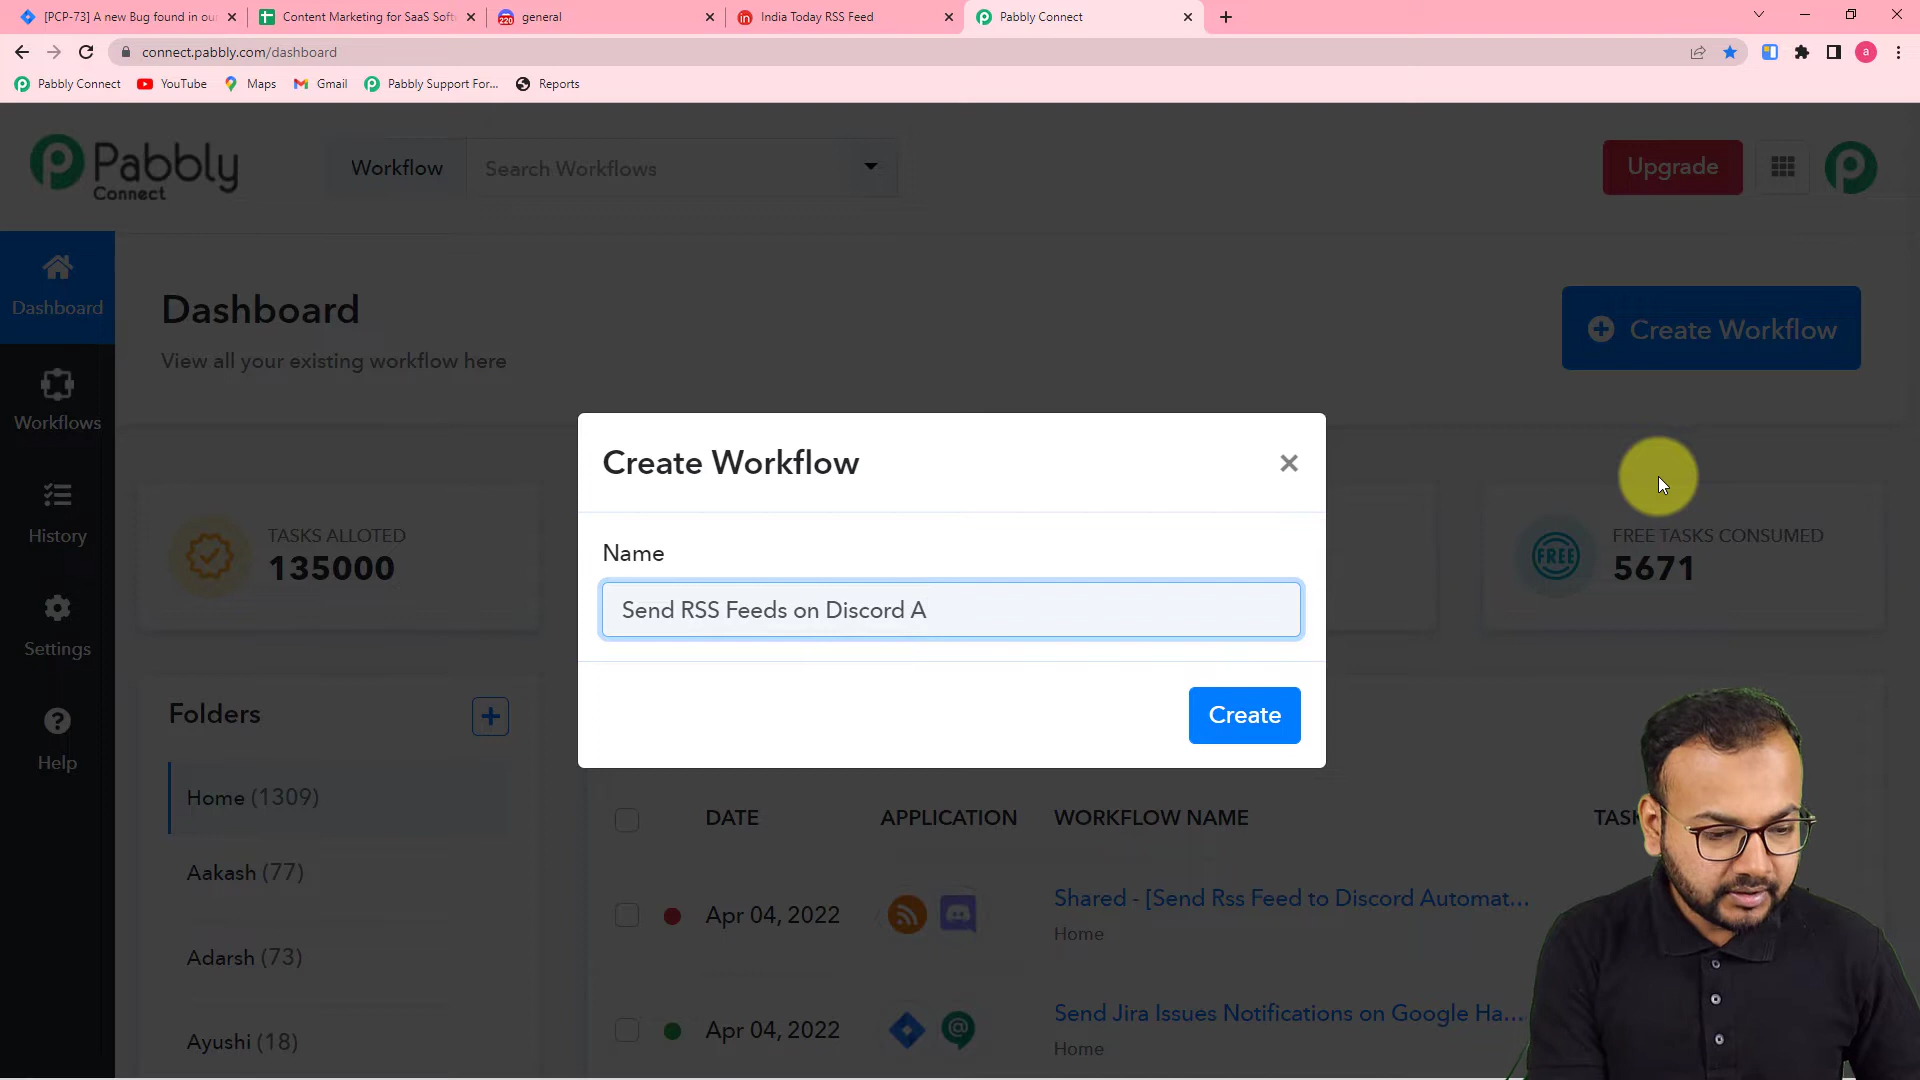 [PCP-73] A new Bug found in ou
Content Marketing for SaaS Soft
220
general
in
India Today RSS Feed
Pabbly Connect
connect.pabbly.com/dashboard
a
Pabbly Connect
YouTube
Maps
Gmail
Pabbly Support For...
Reports
Pabbly
Connect
Workflow
Search Workflows
Upgrade
Dashboard
Workflows
History
Settings
Help
Dashboard
View all your existing workflow here
Create Workflow
TASKS ALLOTED
135000
FREE
FREE TASKS CONSUMED
5671
Create Workflow
Name
Send RSS Feeds on Discord A
Create
Folders
Home (1309)
Aakash (77)
Adarsh (73)
Ayushi (18)
DATE
APPLICATION
WORKFLOW NAME
Apr 04, 2022
Shared - [Send Rss Feed to Discord Automat...
Home
Apr 04, 2022
Send Jira Issues Notifications on Google Ha...
Home